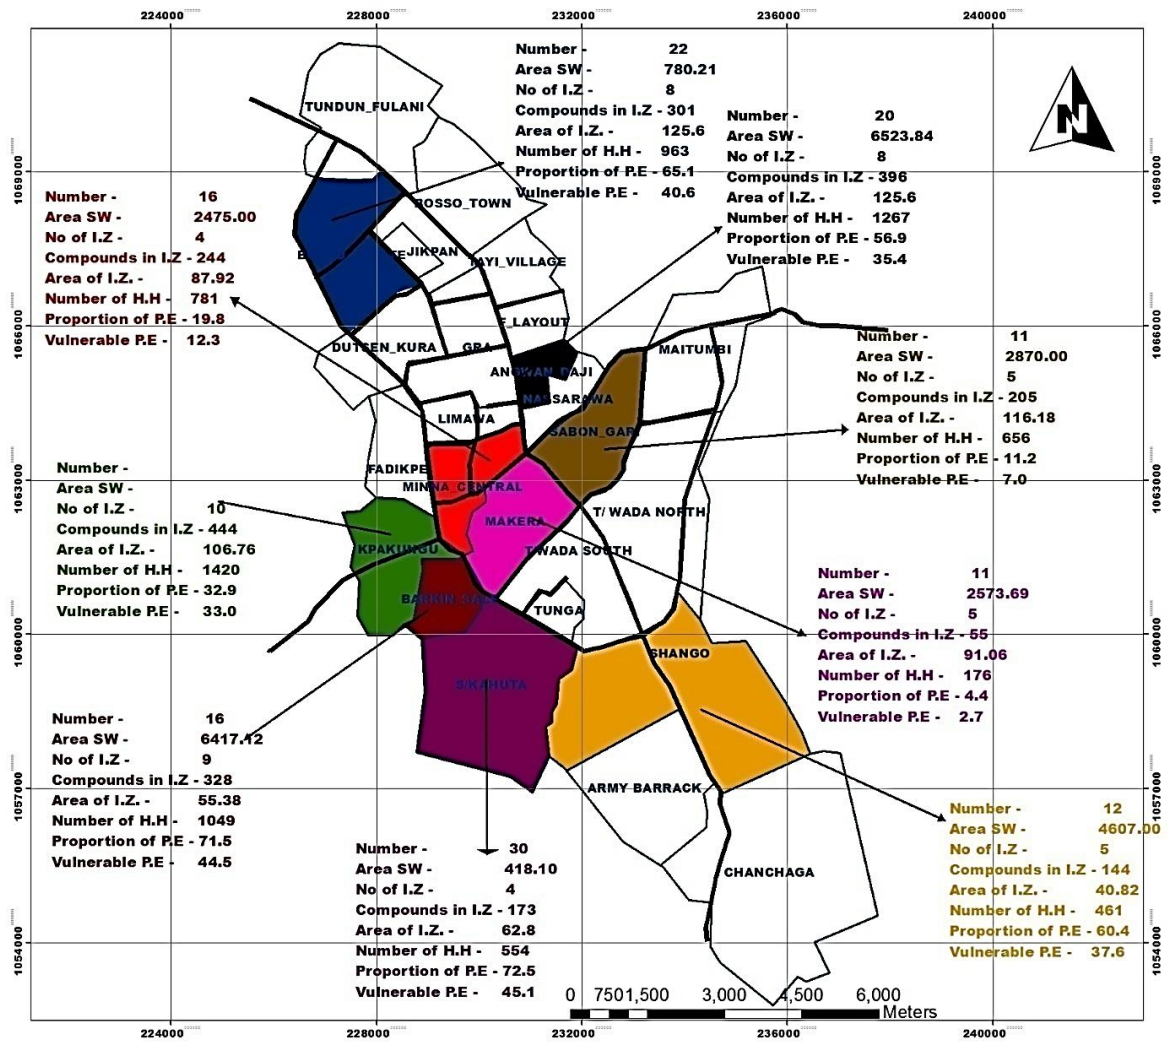 224000
228000
232000
236000
240000
N
1069000
1066000
1063000
1060000
1057000
1054000
1069000
1066000
1063000
1060000
1057000
1054000
Number - 22
Area SW - 780.21
No of I.Z - 8
Compounds in I.Z - 301
Area of I.Z. - 125.6
Number of H.H - 963
Proportion of P.E - 65.1
Vulnerable P.E - 40.6
Number - 20
Area SW - 6523.84
No of I.Z - 8
Compounds in I.Z - 396
Area of I.Z. - 125.6
Number of H.H - 1267
Proportion of P.E - 56.9
Vulnerable P.E - 35.4
Number - 16
Area SW - 2475.00
No of I.Z - 4
Compounds in I.Z - 244
Area of I.Z. - 87.92
Number of H.H - 781
Proportion of P.E - 19.8
Vulnerable P.E - 12.3
Number - 11
Area SW - 2870.00
No of I.Z - 5
Compounds in I.Z - 205
Area of I.Z. - 116.18
Number of H.H - 656
Proportion of P.E - 11.2
Vulnerable P.E - 7.0
Number -
Area SW -
No of I.Z - 10
Compounds in I.Z - 444
Area of I.Z. - 106.76
Number of H.H - 1420
Proportion of P.E - 32.9
Vulnerable P.E - 33.0
Number - 11
Area SW - 2573.69
No of I.Z - 5
Compounds in I.Z - 55
Area of I.Z. - 91.06
Number of H.H - 176
Proportion of P.E - 4.4
Vulnerable P.E - 2.7
Number - 16
Area SW - 6417.12
No of I.Z - 9
Compounds in I.Z - 328
Area of I.Z. - 55.38
Number of H.H - 1049
Proportion of P.E - 71.5
Vulnerable P.E - 44.5
Number - 30
Area SW - 418.10
No of I.Z - 4
Compounds in I.Z - 173
Area of I.Z. - 62.8
Number of H.H - 554
Proportion of P.E - 72.5
Vulnerable P.E - 45.1
Number - 12
Area SW - 4607.00
No of I.Z - 5
Compounds in I.Z - 144
Area of I.Z. - 40.82
Number of H.H - 461
Proportion of P.E - 60.4
Vulnerable P.E - 37.6
TUNDUN_FULANI
BOSSO_TOWN
JIKPAN
TAYI_VILLAGE
F_LAYOUT
DUTSEN_KURA
GRA
MAITUMBI
ANGWAN_DAJI
NASSARAWA
LIMAWA
SABON_GARI
FADIKPE
MINNA_CENTRAL
MAKERA
T/ WADA NORTH
KPAKUNGU
T/WADA SOUTH
TUNGA
SHANGO
S/KAHUTA
ARMY BARRACK
CHANCHAGA
0 750 1,500 3,000 4,500 6,000
Meters
224000
228000
232000
236000
240000